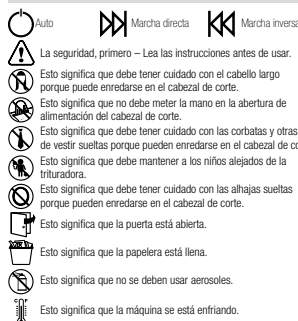 Auto Marcha directa Marcha inversa
La seguridad, primero – Lea las instrucciones antes de usar.
Esto significa que debe tener cuidado con el cabello largo
porque puede enredarse en el cabezal de corte.
Esto significa que no debe meter la mano en la abertura de
alimentación del cabezal de corte.
Esto significa que debe tener cuidado con las corbatas y otras
de vestir sueltas porque pueden enredarse en el cabezal de co
Esto significa que debe mantener a los niños alejados de la
trituradora.
Esto significa que debe tener cuidado con las alhajas sueltas
porque pueden enredarse en el cabezal de corte.
Esto significa que la puerta está abierta.
Esto significa que la papelera está llena.
Esto significa que no se deben usar aerosoles.
Esto significa que la máquina se está enfriando.